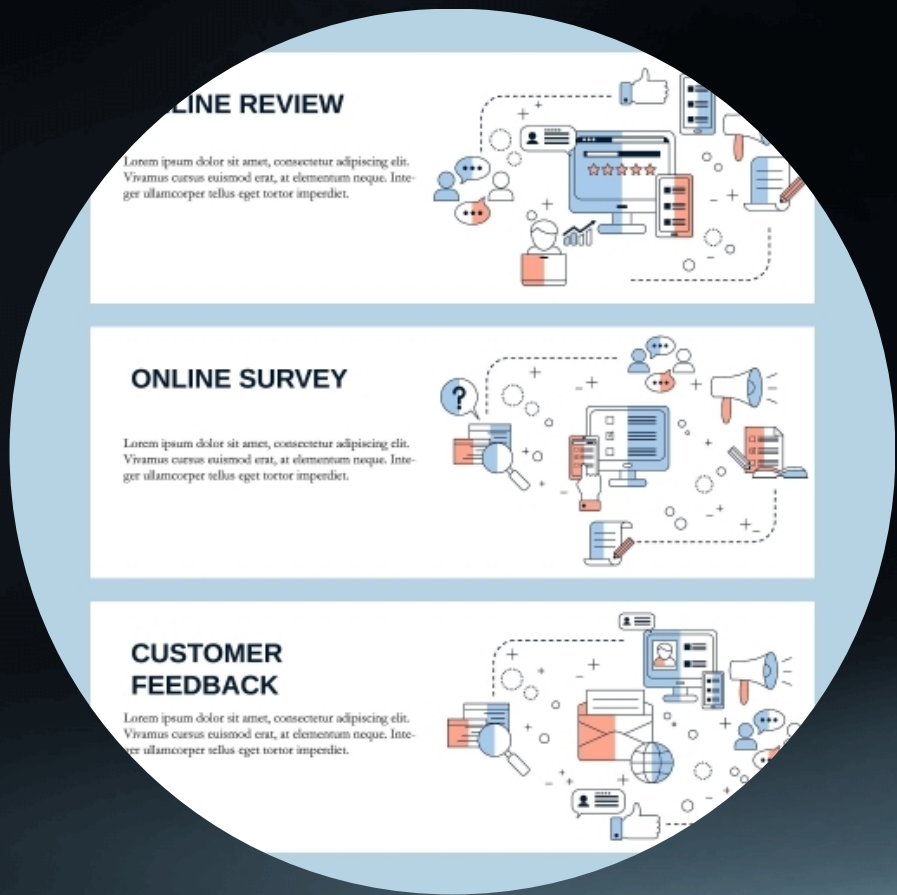 LINE REVIEW
Lorem ipsum dolor sit amet, consectetur adipiscing elit.
Vivamus cursus euismod erat, at elementum neque. Inte-
ger ullamcorper tellus eget tortor imperdiet.
ONLINE SURVEY
?
Lorem ipsum dolor sit amet, consectetur adipiscing elit.
Vivamus cursus euismod erat, at elementum neque. Inte-
ger ullamcorper tellus eget tortor imperdiet.
CUSTOMER
FEEDBACK
Lorem ipsum dolor sit amet, consectetur adipiscing elit.
Vivamus cursus euismod erat, at elementum neque. Inte-
ger ullamcorper tellus eget tortor imperdiet.